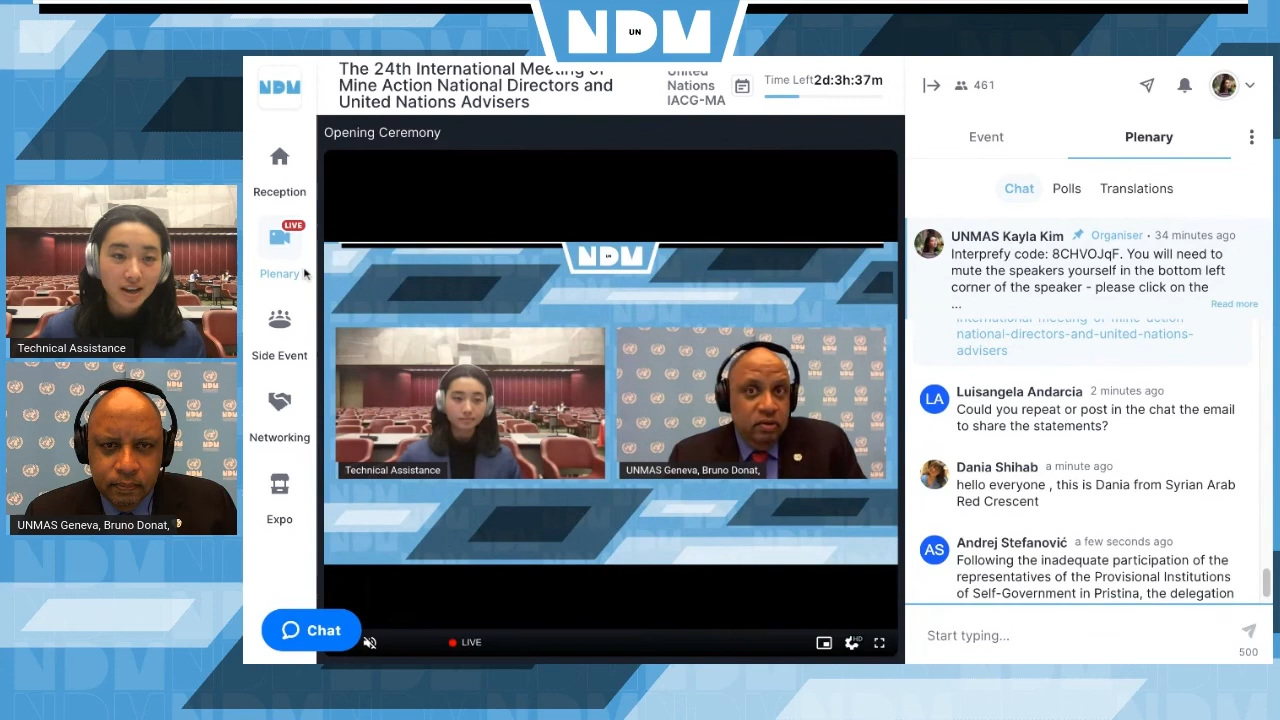 NDM
UN
NDM
The 24th International Meeting of
Mine Action National Directors and
United Nations Advisers
United
Nations
IACG-MA
Time Left 2d:3h:37m
461
Opening Ceremony
Reception
LIVE
Plenary
Side Event
Networking
Expo
Chat
NDM
Technical Assistance
UNMAS Geneva, Bruno Donat,
LIVE
HD
Technical Assistance
UNMAS Geneva, Bruno Donat,
Event
Plenary
Chat
Polls
Translations
UNMAS Kayla Kim Organiser • 34 minutes ago
Interprefy code: 8CHVOJqF. You will need to
mute the speakers yourself in the bottom left
corner of the speaker - please click on the
...
Read more
international-meeting-of-mine-action-
national-directors-and-united-nations-
advisers
LA
Luisangela Andarcia 2 minutes ago
Could you repeat or post in the chat the email
to share the statements?
Dania Shihab a minute ago
hello everyone , this is Dania from Syrian Arab
Red Crescent
AS
Andrej Stefanović a few seconds ago
Following the inadequate participation of the
representatives of the Provisional Institutions
of Self-Government in Pristina, the delegation
Start typing...
500